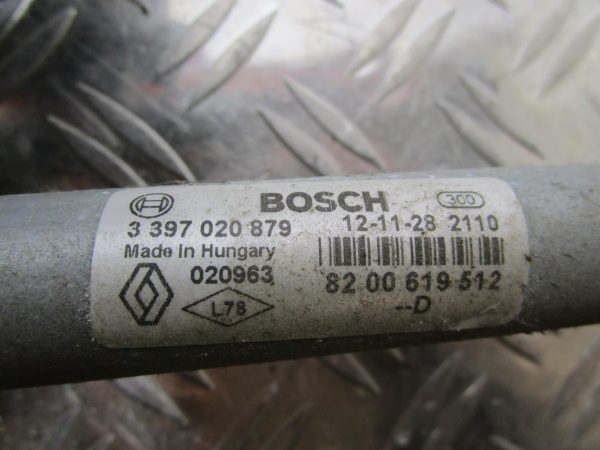 BOSCH 300
3 397 020 879 12-11-28 2110
Made In Hungary
020963 82 00 619 512
L78 --D